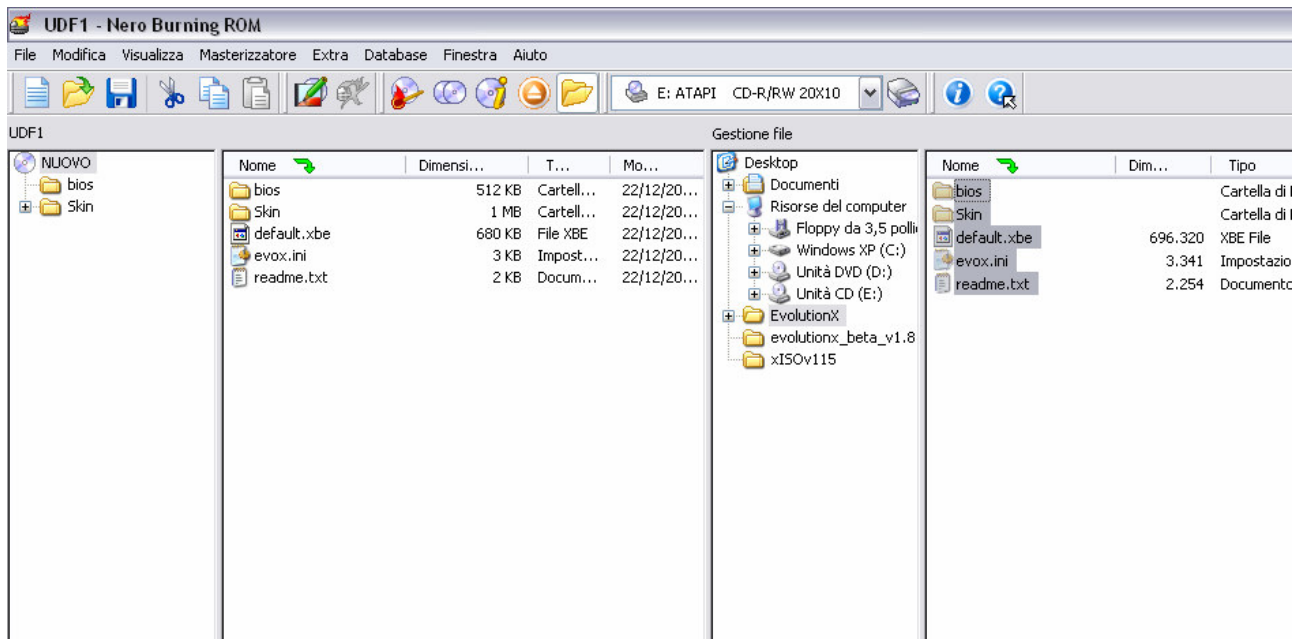 UDF1 - Nero Burning ROM
File Modifica Visualizza Masterizzatore Extra Database Finestra Aiuto
E: ATAPI CD-R/RW 20X10
UDF1
NUOVO
bios
Skin
Nome Dimensi... T... Mo...
bios 512 KB Cartell... 22/12/20...
Skin 1 MB Cartell... 22/12/20...
default.xbe 680 KB File XBE 22/12/20...
evox.ini 3 KB Impost... 22/12/20...
readme.txt 2 KB Docum... 22/12/20...
Gestione file
Desktop
Documenti
Risorse del computer
Floppy da 3,5 polli
Windows XP (C:)
Unità DVD (D:)
Unità CD (E:)
EvolutionX
evolutionx_beta_v1.8
xISOv115
Nome Dim... Tipo
bios Cartella di
Skin Cartella di
default.xbe 696.320 XBE File
evox.ini 3.341 Impostazio
readme.txt 2.254 Documento